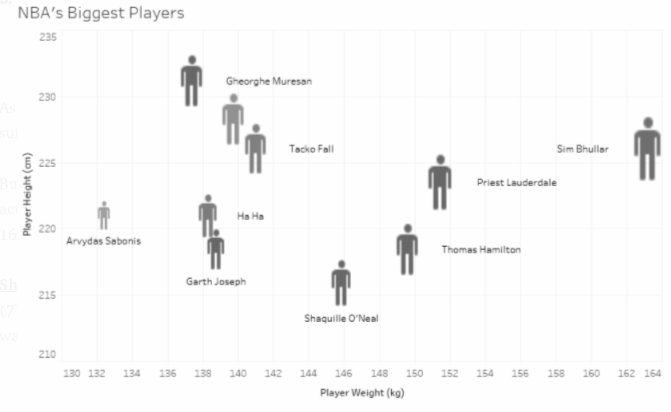 NBA's Biggest Players
235
230
225
220
215
210
Player Height (cm)
Gheorghe Muresan
Tacko Fall
Sim Bhullar
Priest Lauderdale
Ha Ha
Arvydas Sabonis
Thomas Hamilton
Garth Joseph
Shaquille O'Neal
130 132 134 136 138 140 142 144 146 148 150 152 154 156 158 160 162 164
Player Weight (kg)